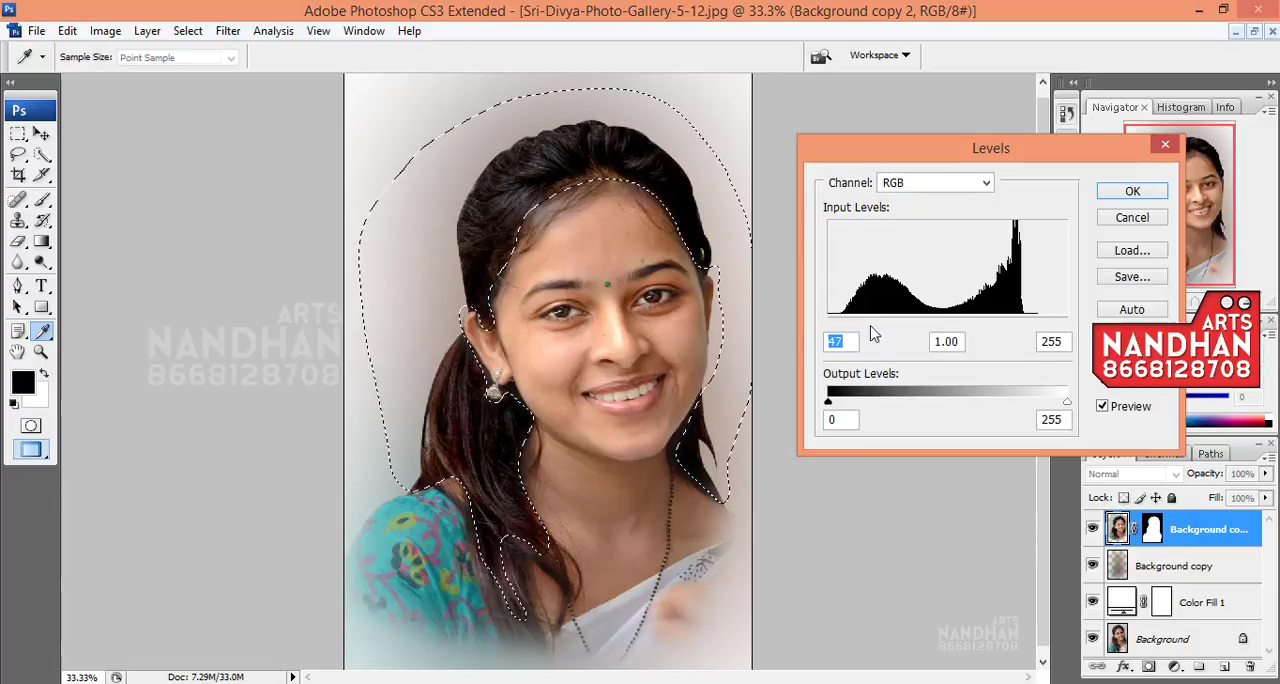 Ps Adobe Photoshop CS3 Extended - [Sri-Divya-Photo-Gallery-5-12.jpg @ 33.3% (Background copy 2, RGB/8#)]
File Edit Image Layer Select Filter Analysis View Window Help
Sample Size: Point Sample
Workspace
Ps
Navigator × Histogram Info
Levels
Channel: RGB
OK
Input Levels:
Cancel
Load...
Save...
Auto
47 1.00 255
Output Levels:
Preview
0 255
ARTS
NANDHAN
8668128708
ARTS
NANDHAN
8668128708
Paths
Normal Opacity: 100%
Lock: Fill: 100%
Background co...
Background copy
Color Fill 1
Background
ARTS
NANDHAN
8668128708
33.33% Doc: 7.29M/33.0M